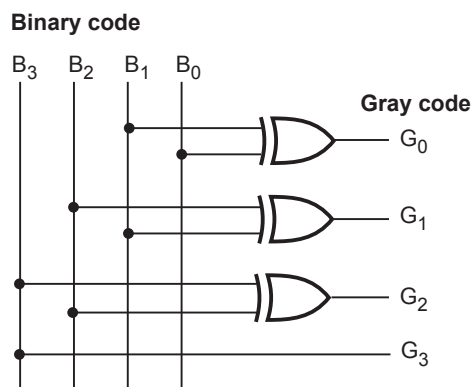 Binary code
B3 B2 B1 B0
Gray code
G0
G1
G2
G3